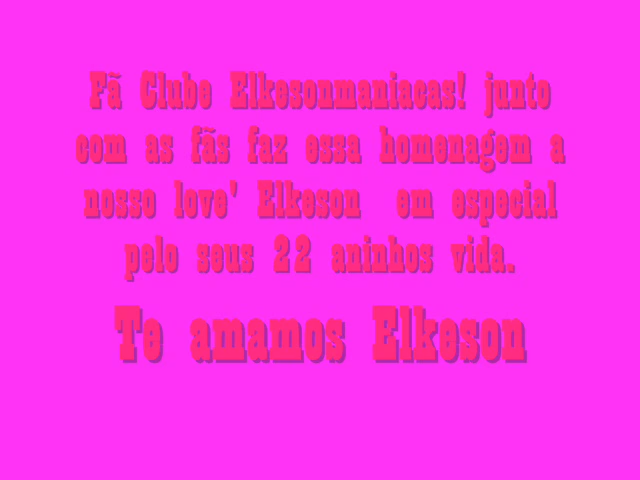 Fã Clube Elkesonmaniacas! junto
com as fãs faz essa homenagem a
nosso love' Elkeson em especial
pelo seus 22 aninhos vida.
Te amamos Elkeson